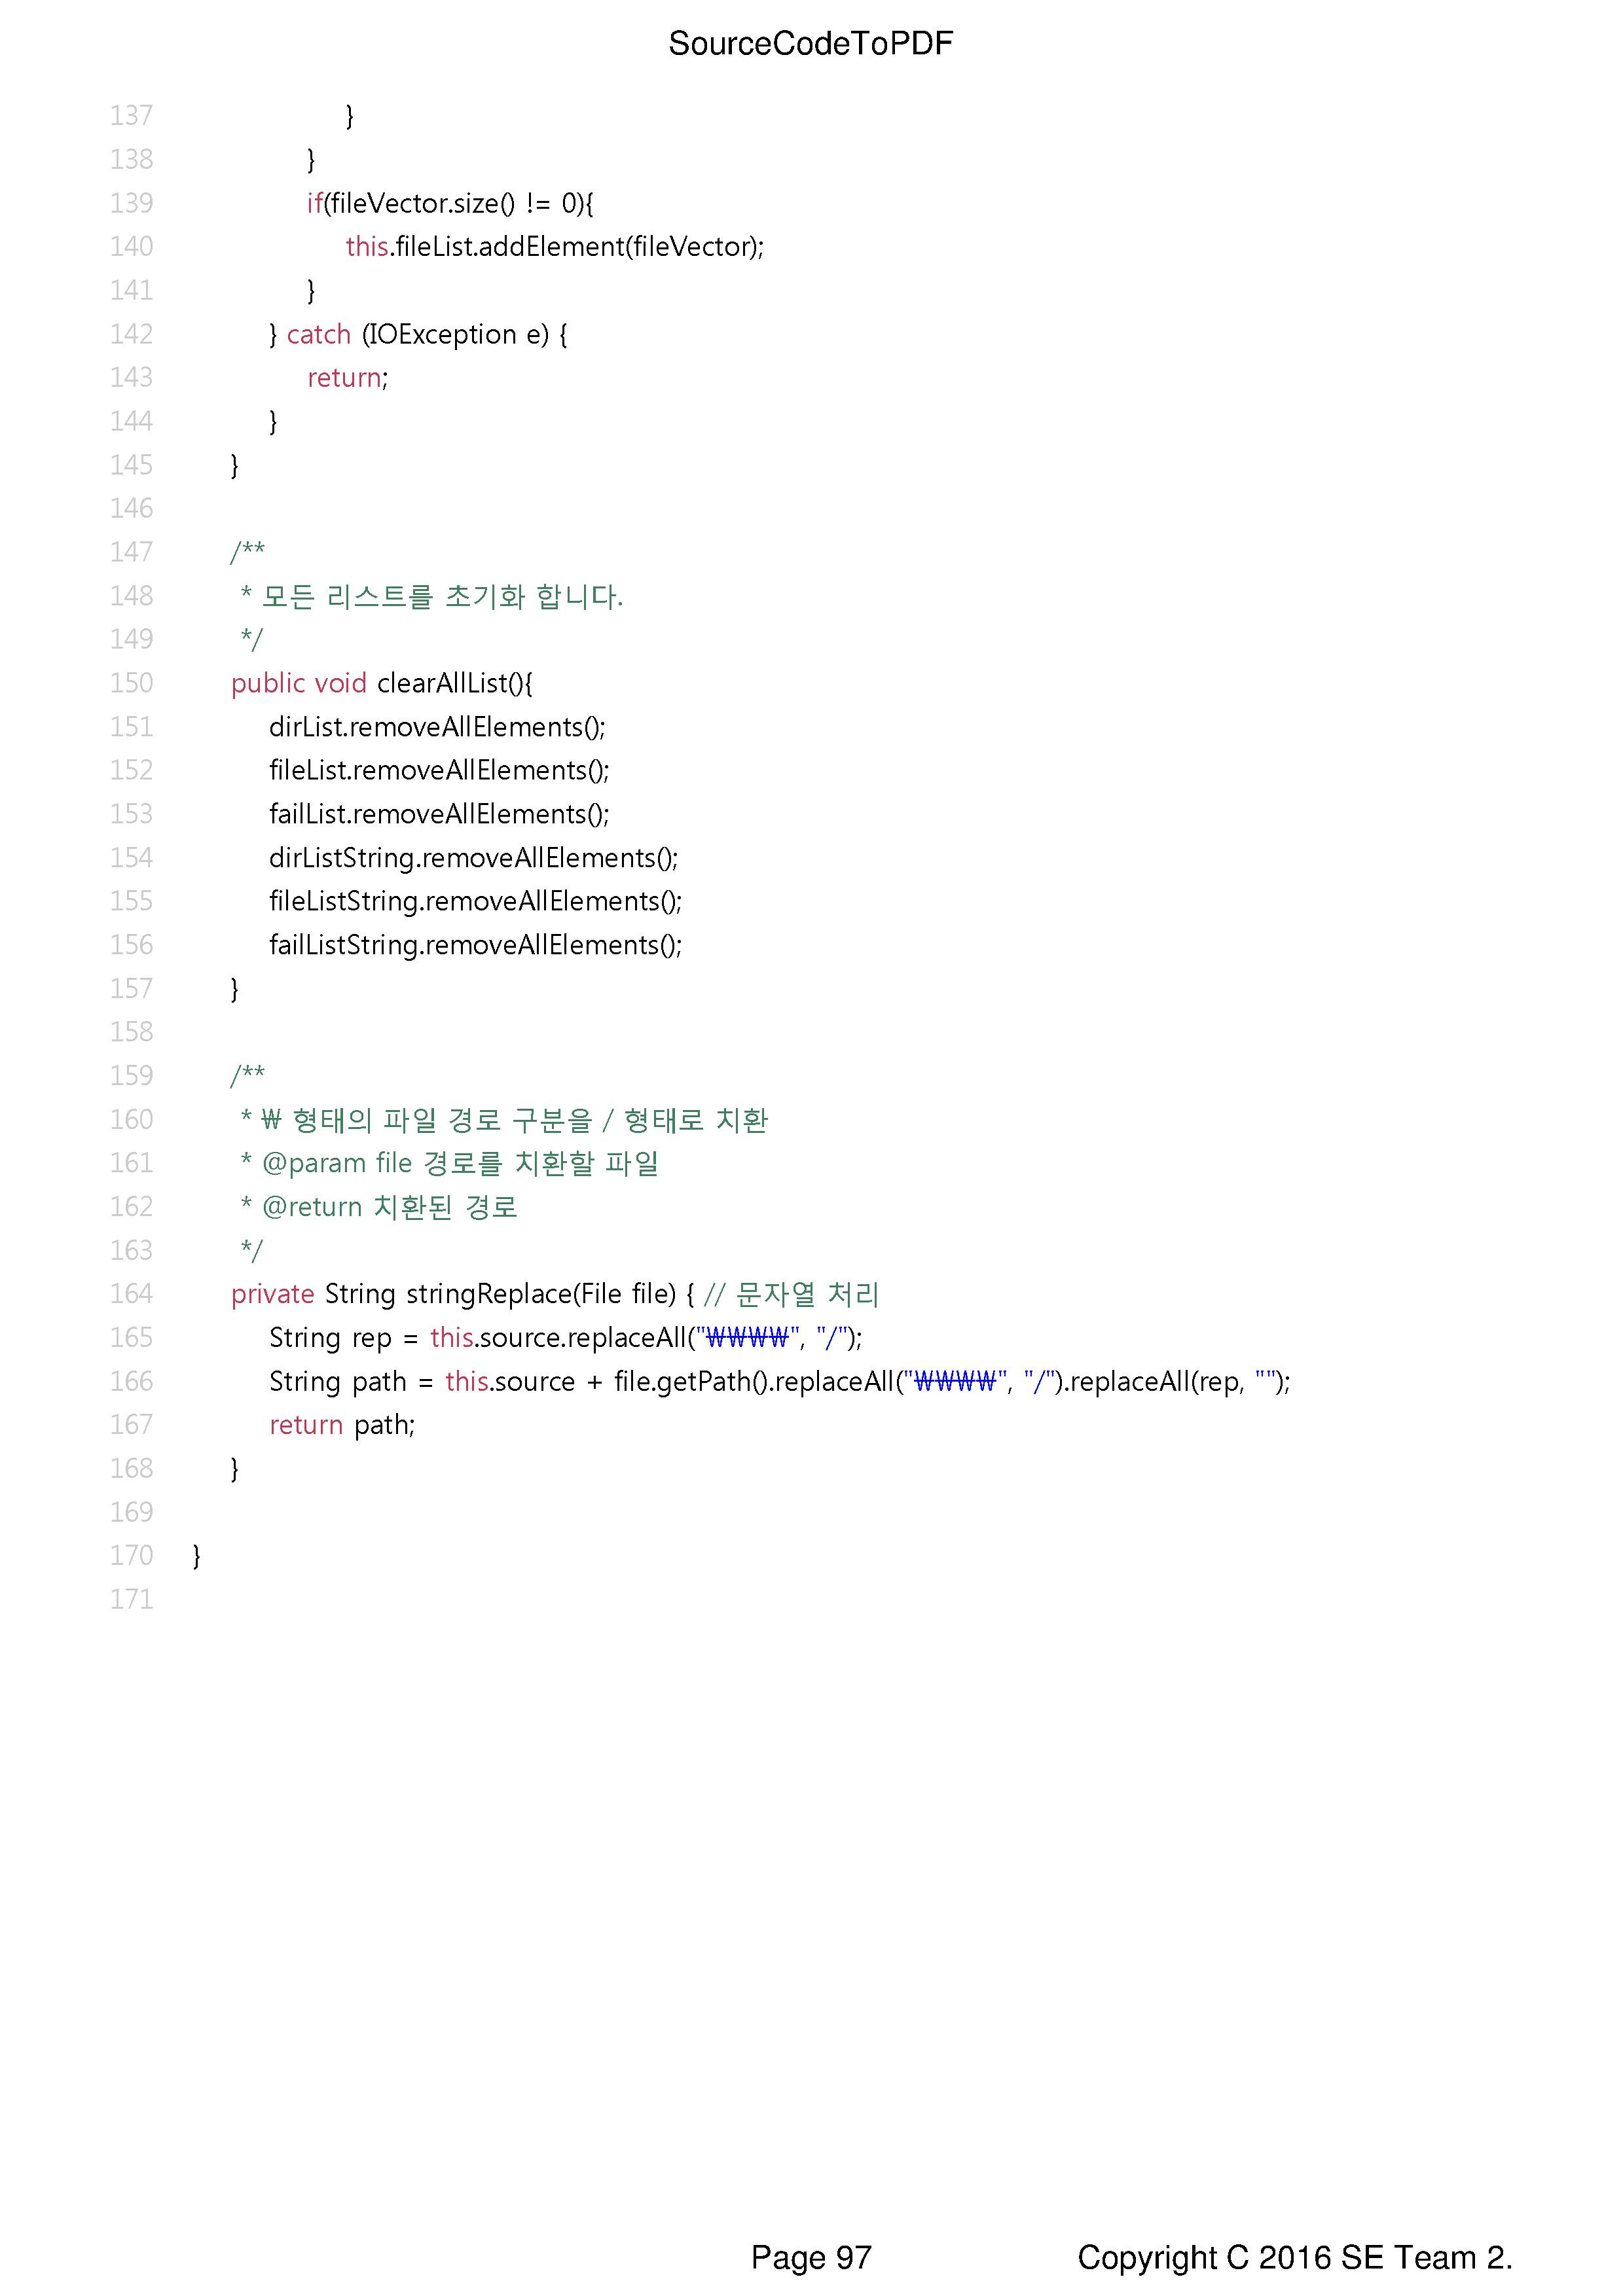 SourceCodeToPDF
137 }
138 }
139 if(fileVector.size() != 0){
140 this.fileList.addElement(fileVector);
141 }
142 } catch (IOException e) {
143 return;
144 }
145 }
146
147 /**
148 * 모든 리스트를 초기화 합니다.
149 */
150 public void clearAllList(){
151 dirList.removeAllElements();
152 fileList.removeAllElements();
153 failList.removeAllElements();
154 dirListString.removeAllElements();
155 fileListString.removeAllElements();
156 failListString.removeAllElements();
157 }
158
159 /**
160 * ₩ 형태의 파일 경로 구분을 / 형태로 치환
161 * @param file 경로를 치환할 파일
162 * @return 치환된 경로
163 */
164 private String stringReplace(File file) { // 문자열 처리
165 String rep = this.source.replaceAll("₩₩₩₩", "/");
166 String path = this.source + file.getPath().replaceAll("₩₩₩₩", "/").replaceAll(rep, "");
167 return path;
168 }
169
170 }
171
Page 97 Copyright C 2016 SE Team 2.